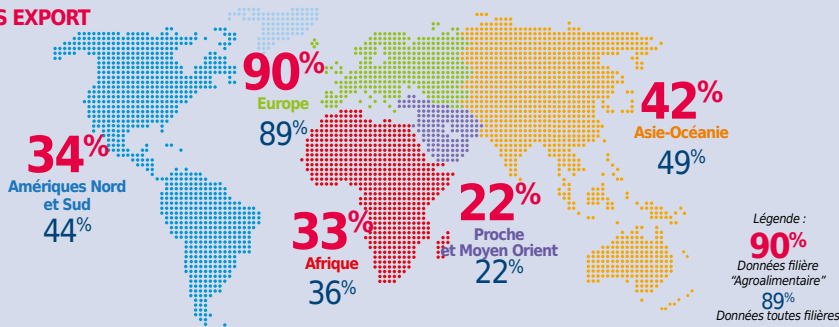 S EXPORT
90%
Europe
89%
42%
Asie-Océanie
49%
34%
Amériques Nord
et Sud
44%
33%
Afrique
36%
22%
Proche
et Moyen Orient
22%
Légende :
90%
Données filière
“Agroalimentaire”
89%
Données toutes filières